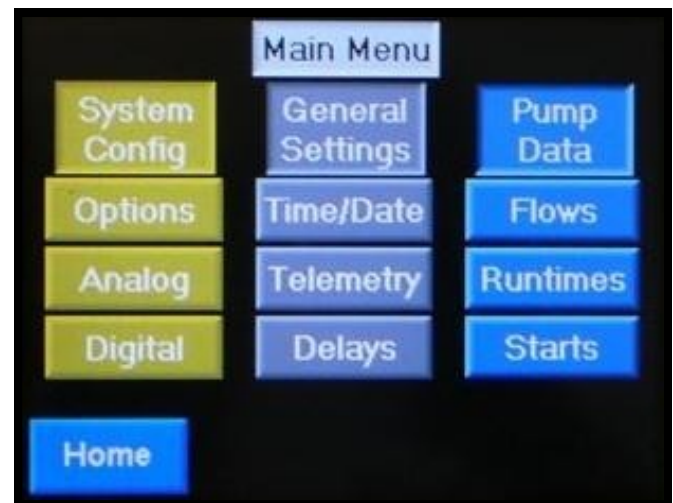 Main Menu
System
Config
General
Settings
Pump
Data
Options
Time/Date
Flows
Analog
Telemetry
Runtimes
Digital
Delays
Starts
Home